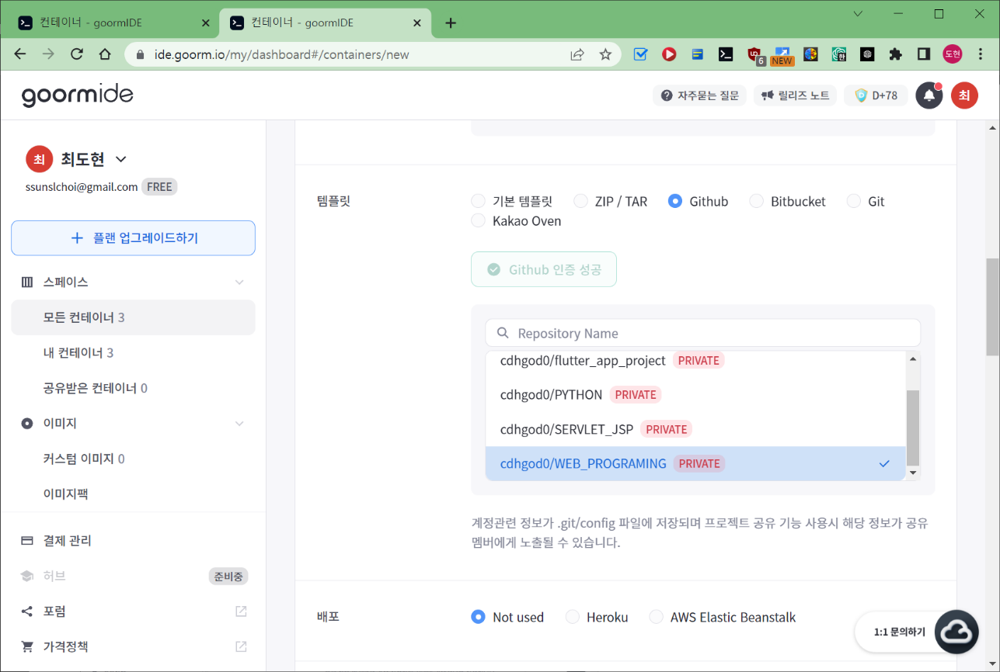 컨테이너 - goormIDE
컨테이너 - goormIDE
ide.goorm.io/my/dashboard#/containers/new
6
NEW
한
도현
goormide
자주묻는 질문
릴리즈 노트
D+78
최
최
최도현
ssunslchoi@gmail.com FREE
플랜 업그레이드하기
스페이스
모든 컨테이너 3
내 컨테이너 3
공유받은 컨테이너 0
이미지
커스텀 이미지 0
이미지팩
결제 관리
허브 준비중
포럼
가격정책
템플릿
기본 템플릿 ZIP / TAR Github Bitbucket Git
Kakao Oven
Github 인증 성공
Repository Name
cdhgod0/flutter_app_project PRIVATE
cdhgod0/PYTHON PRIVATE
cdhgod0/SERVLET_JSP PRIVATE
cdhgod0/WEB_PROGRAMING PRIVATE
계정관련 정보가 .git/config 파일에 저장되며 프로젝트 공유 기능 사용시 해당 정보가 공유
멤버에게 노출될 수 있습니다.
배포
Not used Heroku AWS Elastic Beanstalk
1:1 문의하기